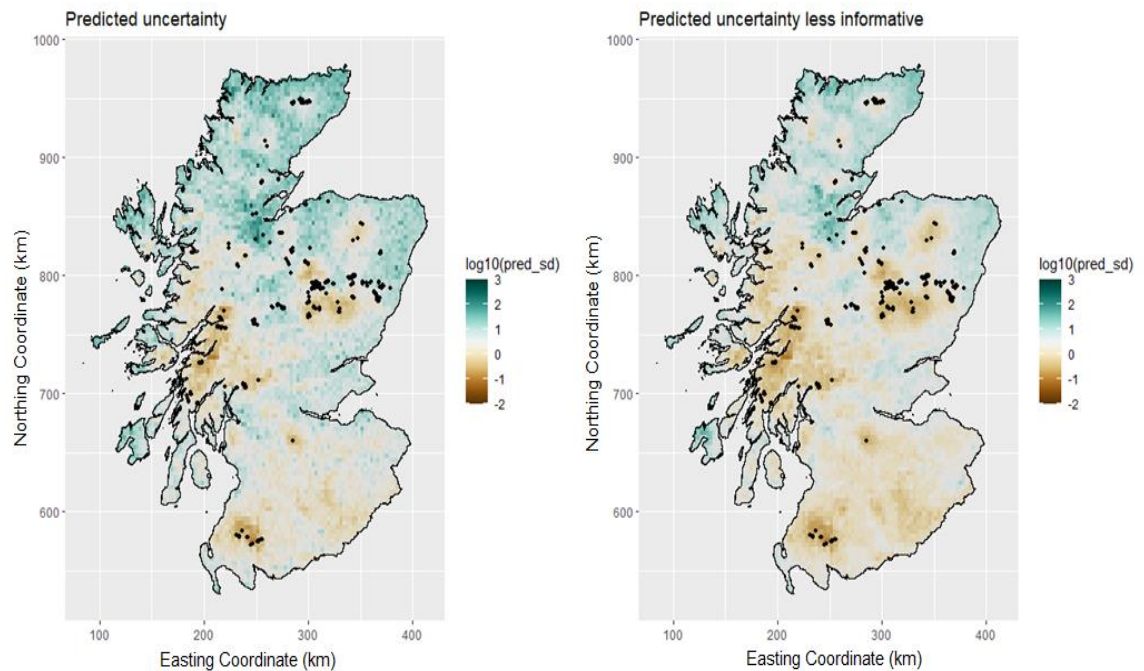 Predicted uncertainty
1000
900
800
700
600
Northing Coordinate (km)
100 200 300 400
Easting Coordinate (km)
log10(pred_sd)
3
2
1
0
-1
-2
Predicted uncertainty less informative
1000
900
800
700
600
Northing Coordinate (km)
100 200 300 400
Easting Coordinate (km)
log10(pred_sd)
3
2
1
0
-1
-2